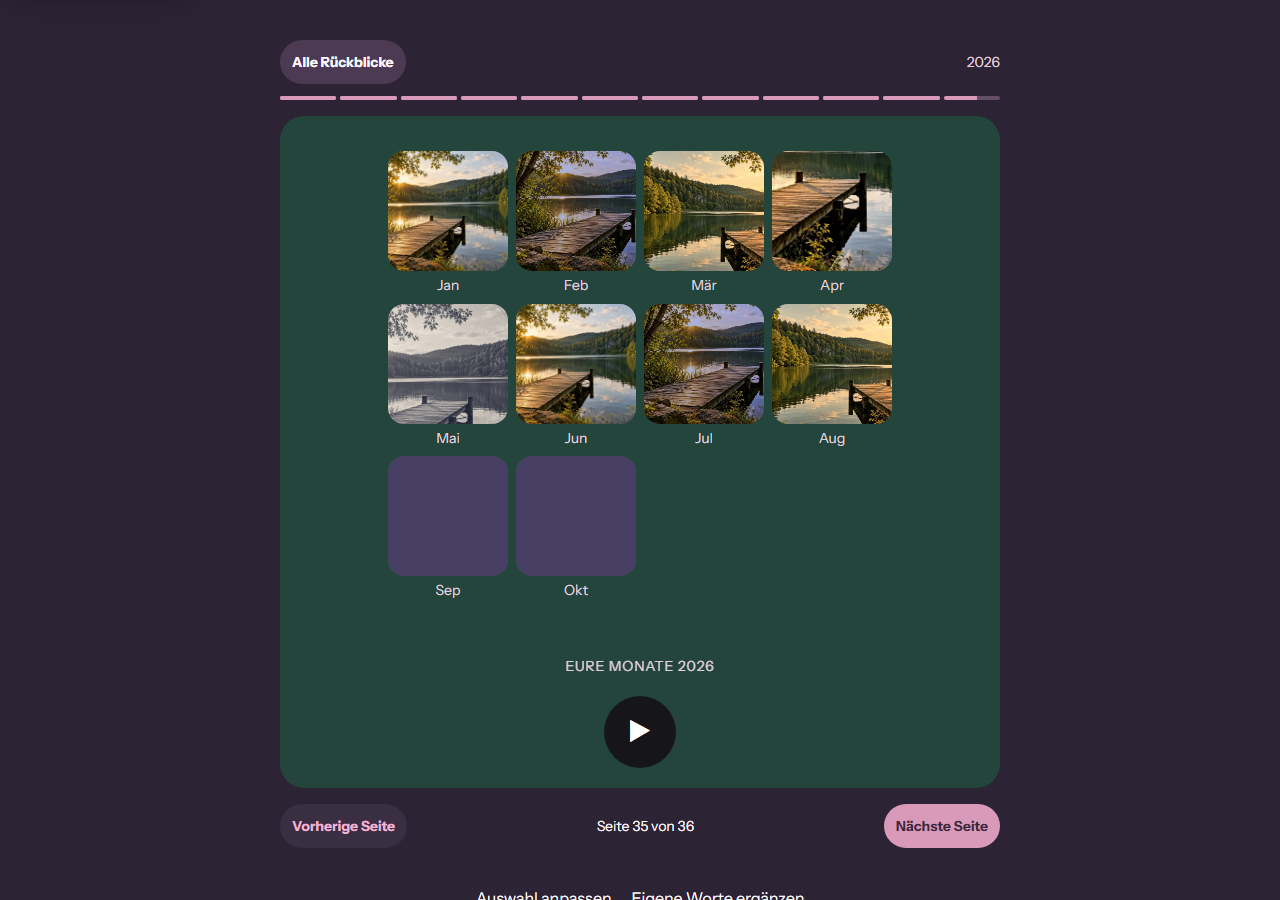 Alle Rückblicke
2026
Jan
Feb
Mär
Apr
Mai
Jun
Jul
Aug
Sep
Okt
EURE MONATE 2026
Vorherige Seite
Seite 35 von 36
Nächste Seite
Auswahl anpassen
Eigene Worte ergänzen